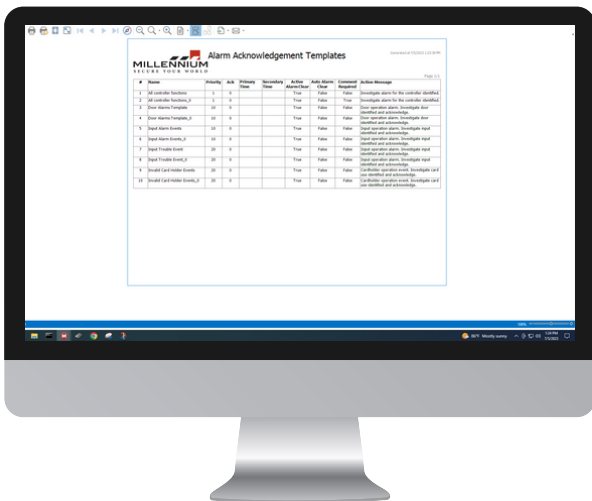 Alarm Acknowledgement Templates
MILLENNIUM
SECURE YOUR WORLD
Page 1/1
# Name Priority Ack Primary Time Secondary Time Active Alarm Clear Auto Alarm Clear Comment Required Action Message
1 All controller functions 0 True False False Investigate alarm for the controller identified.
2 All controller functions_0 0 True False True Investigate alarm for the controller identified.
3 Door Alarms Template 10 0 True False False Door operation alarm. Investigate door identified and acknowledge.
4 Door Alarms Template_0 10 0 True False False Door operation alarm. Investigate door identified and acknowledge.
5 Input Alarm Events 10 0 True False False Input operation alarm. Investigate input identified and acknowledge.
6 Input Alarm Events_0 10 0 True False False Input operation alarm. Investigate input identified and acknowledge.
7 Input Trouble Event 20 0 True False False Input operation alarm. Investigate input identified and acknowledge.
8 Input Trouble Event_0 20 0 True False False Input operation alarm. Investigate input identified and acknowledge.
9 Invalid Card Holder Events 20 0 True False False Cardholder operation event. Investigate card use identified and acknowledge.
10 Invalid Card Holder Events_0 20 0 True False False Cardholder operation event. Investigate card use identified and acknowledge.
100%
Mostly sunny